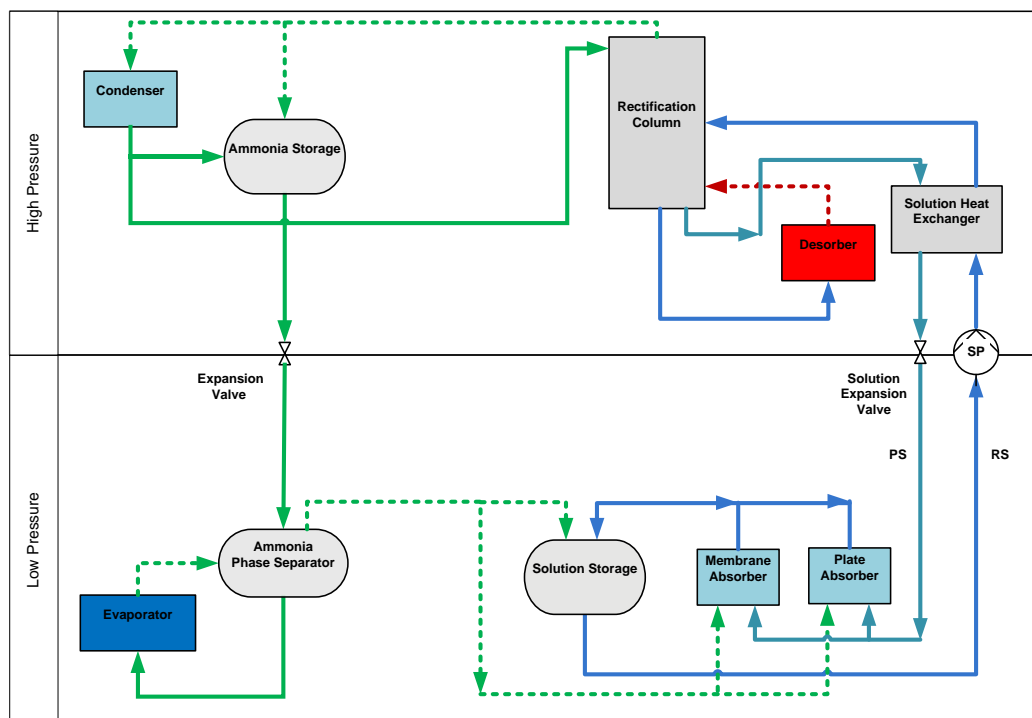 High Pressure
Condenser
Ammonia Storage
Rectification
Column
Desorber
Solution Heat
Exchanger
SP
Expansion
Valve
Solution
Expansion
Valve
PS
RS
Low Pressure
Ammonia
Phase Separator
Evaporator
Solution Storage
Membrane
Absorber
Plate
Absorber